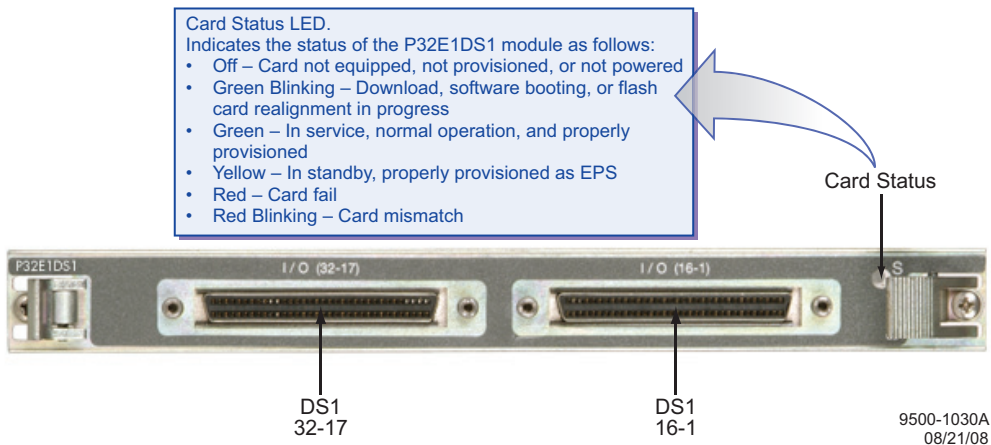 Card Status LED.
Indicates the status of the P32E1DS1 module as follows:
• Off – Card not equipped, not provisioned, or not powered
• Green Blinking – Download, software booting, or flash
card realignment in progress
• Green – In service, normal operation, and properly
provisioned
• Yellow – In standby, properly provisioned as EPS
• Red – Card fail
• Red Blinking – Card mismatch
Card Status
P32E1DS1
I/O (32-17)
I/O (16-1)
S
DS1
32-17
DS1
16-1
9500-1030A
08/21/08